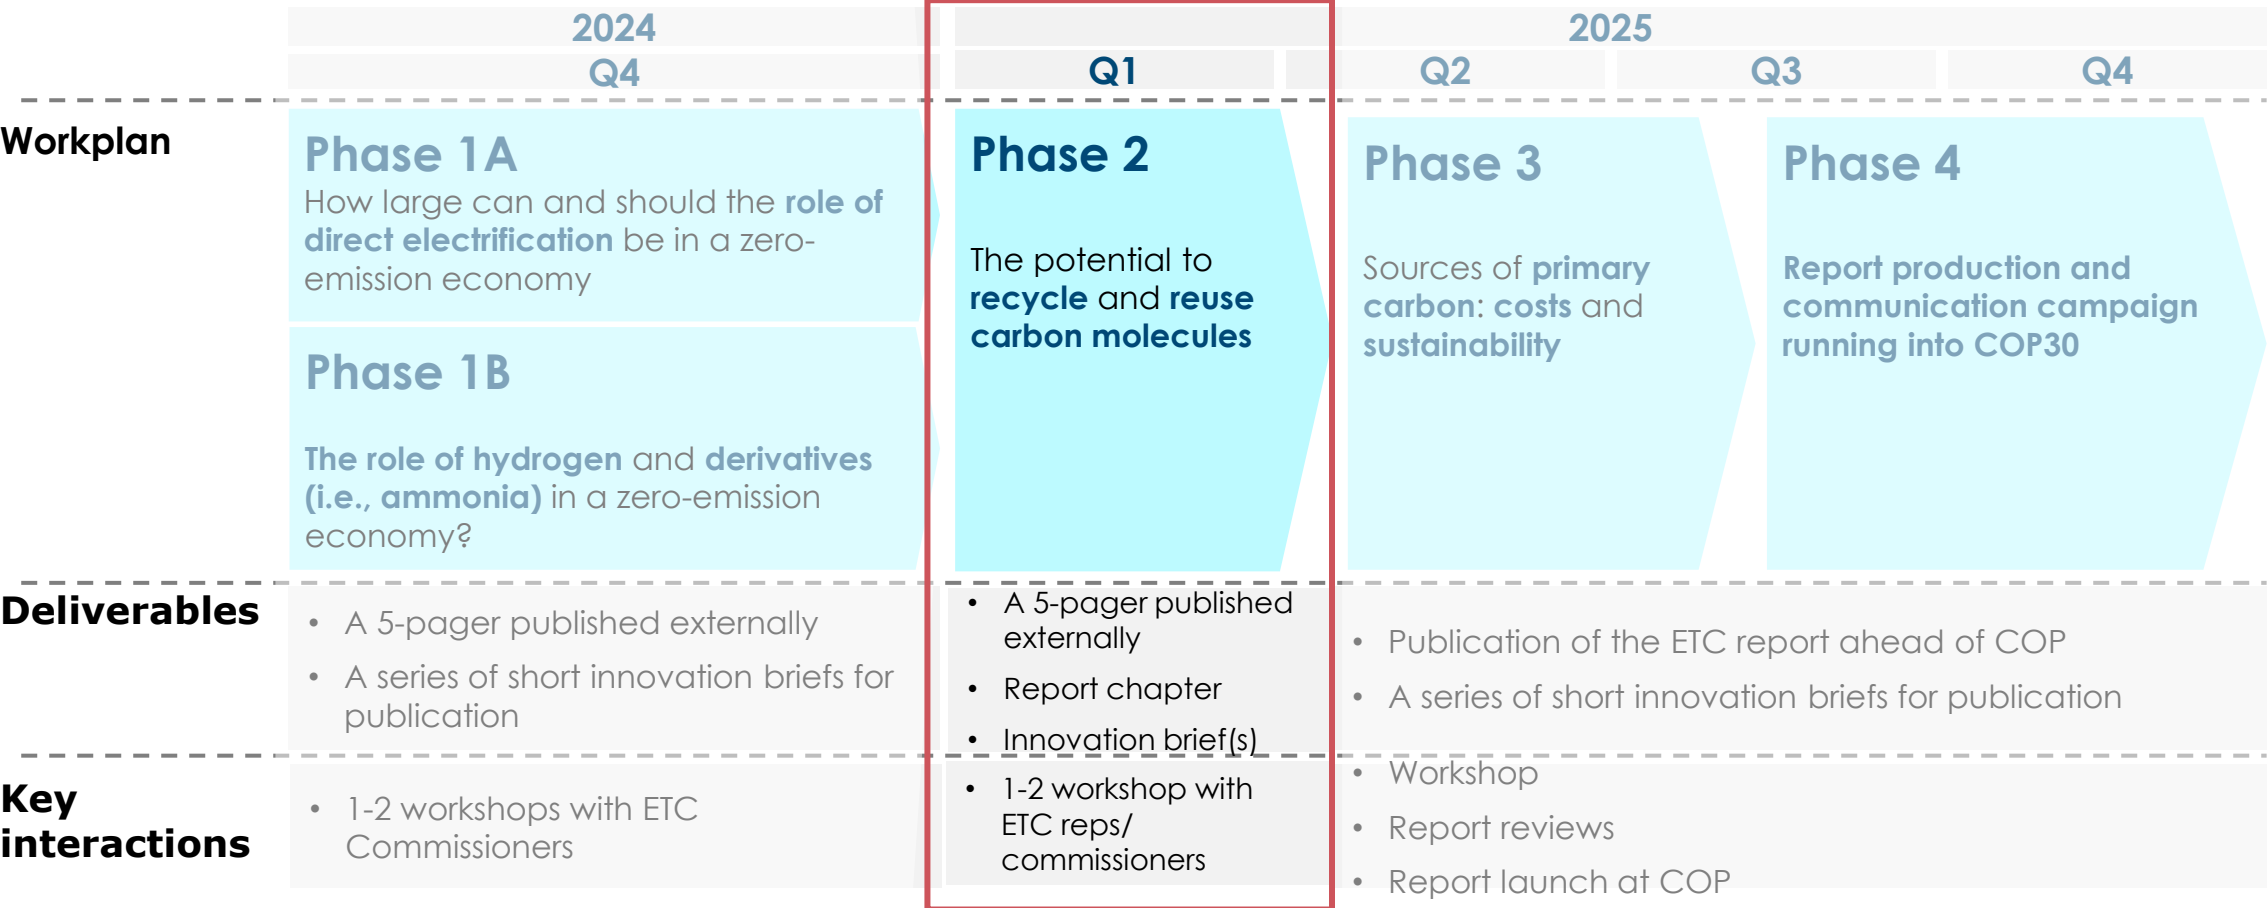 2024
2025
Q4
Q1
Q2
Q3
Q4
Workplan
Phase 1A
How large can and should the role of
direct electrification be in a zero-
emission economy
Phase 1B
The role of hydrogen and derivatives
(i.e., ammonia) in a zero-emission
economy?
Phase 2
The potential to
recycle and reuse
carbon molecules
Phase 3
Sources of primary
carbon: costs and
sustainability
Phase 4
Report production and
communication campaign
running into COP30
Deliverables
• A 5-pager published externally
• A series of short innovation briefs for
publication
• A 5-pager published
externally
• Report chapter
• Innovation brief(s)
• Publication of the ETC report ahead of COP
• A series of short innovation briefs for publication
Key
interactions
• 1-2 workshops with ETC
Commissioners
• 1-2 workshop with
ETC reps/
commissioners
• Workshop
• Report reviews
• Report launch at COP